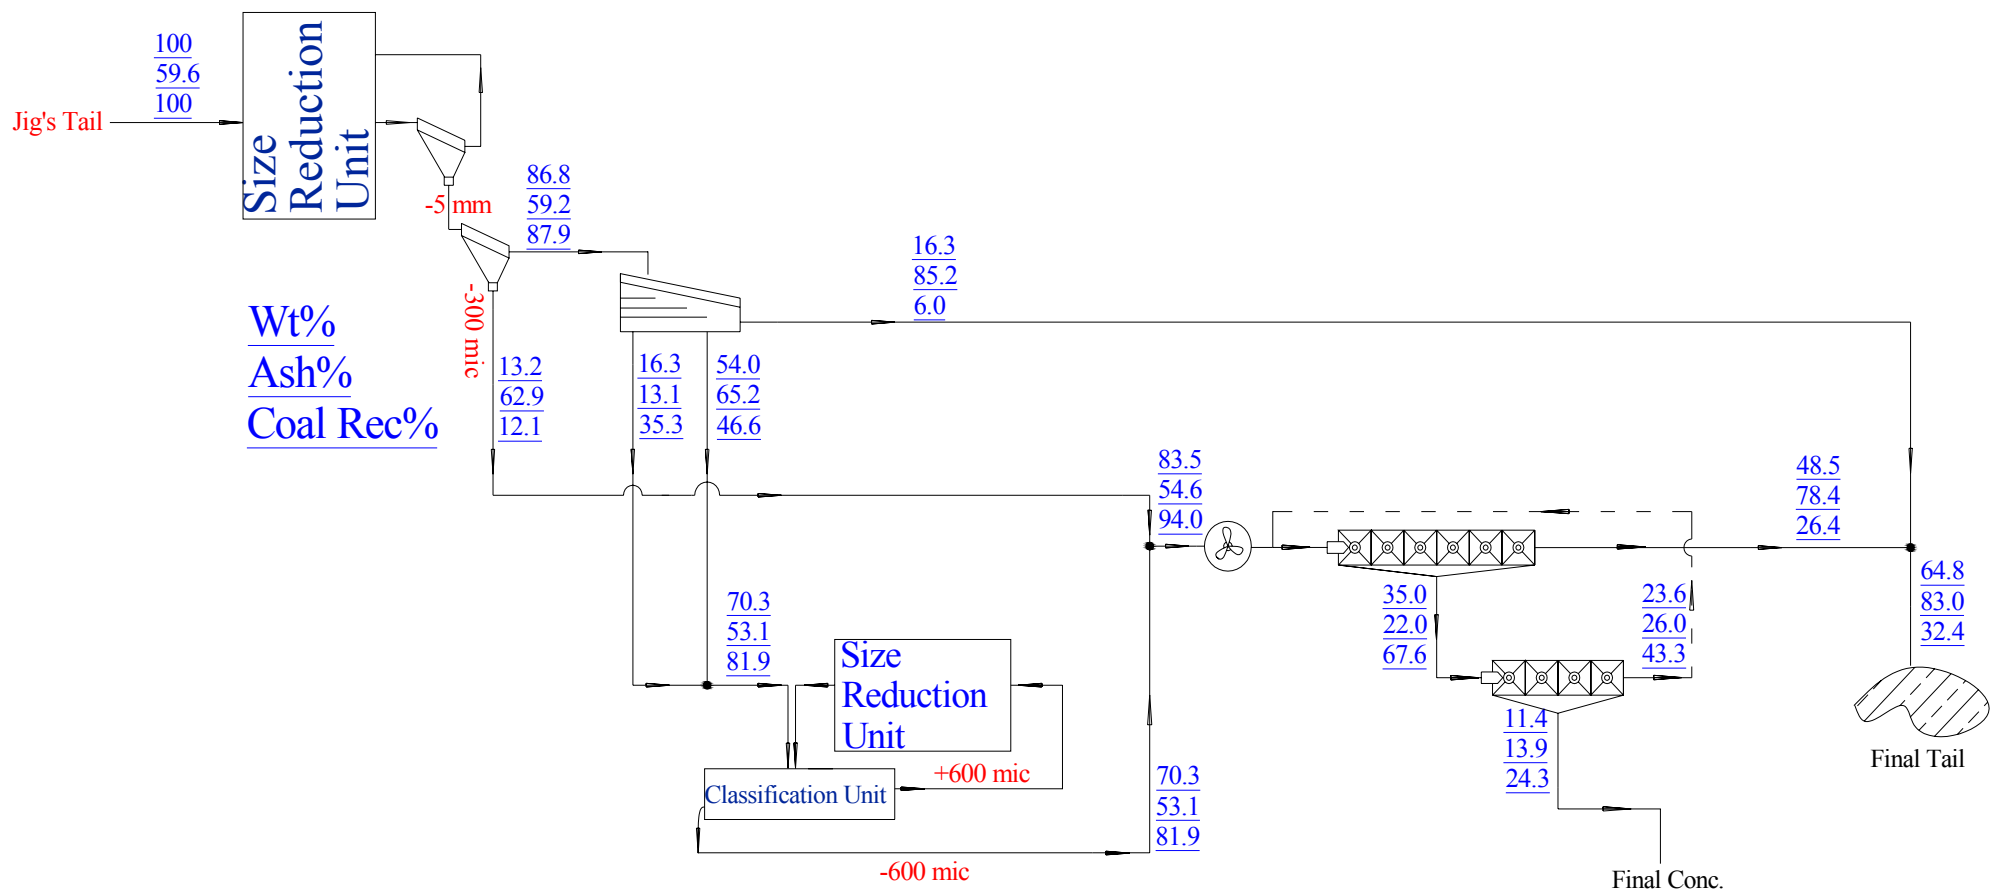 100
59.6
100
Jig's Tail
Size
Reduction
Unit
-5 mm
86.8
59.2
87.9
-300 mic
Wt%
Ash%
Coal Rec%
16.3
85.2
6.0
13.2
62.9
12.1
16.3
13.1
35.3
54.0
65.2
46.6
83.5
54.6
94.0
48.5
78.4
26.4
35.0
22.0
67.6
23.6
26.0
43.3
64.8
83.0
32.4
70.3
53.1
81.9
Size
Reduction
Unit
11.4
13.9
24.3
Final Tail
+600 mic
Classification Unit
70.3
53.1
81.9
-600 mic
Final Conc.